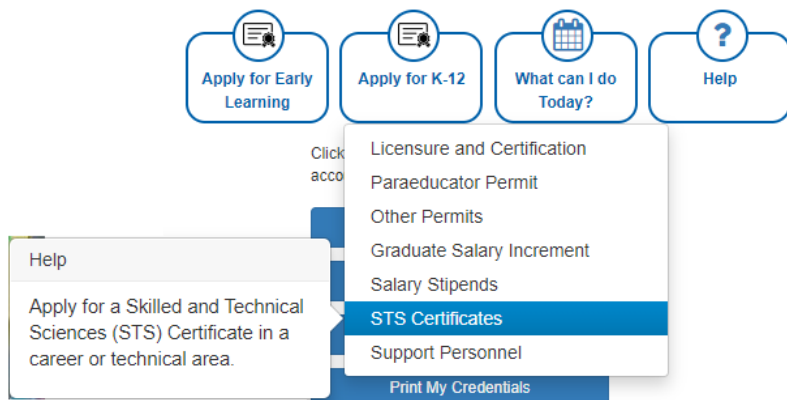 Apply for Early
Learning
Apply for K-12
What can I do
Today?
?
Help
Click
acco
Licensure and Certification
Paraeducator Permit
Other Permits
Graduate Salary Increment
Salary Stipends
STS Certificates
Support Personnel
Help
Apply for a Skilled and Technical
Sciences (STS) Certificate in a
career or technical area.
Print My Credentials